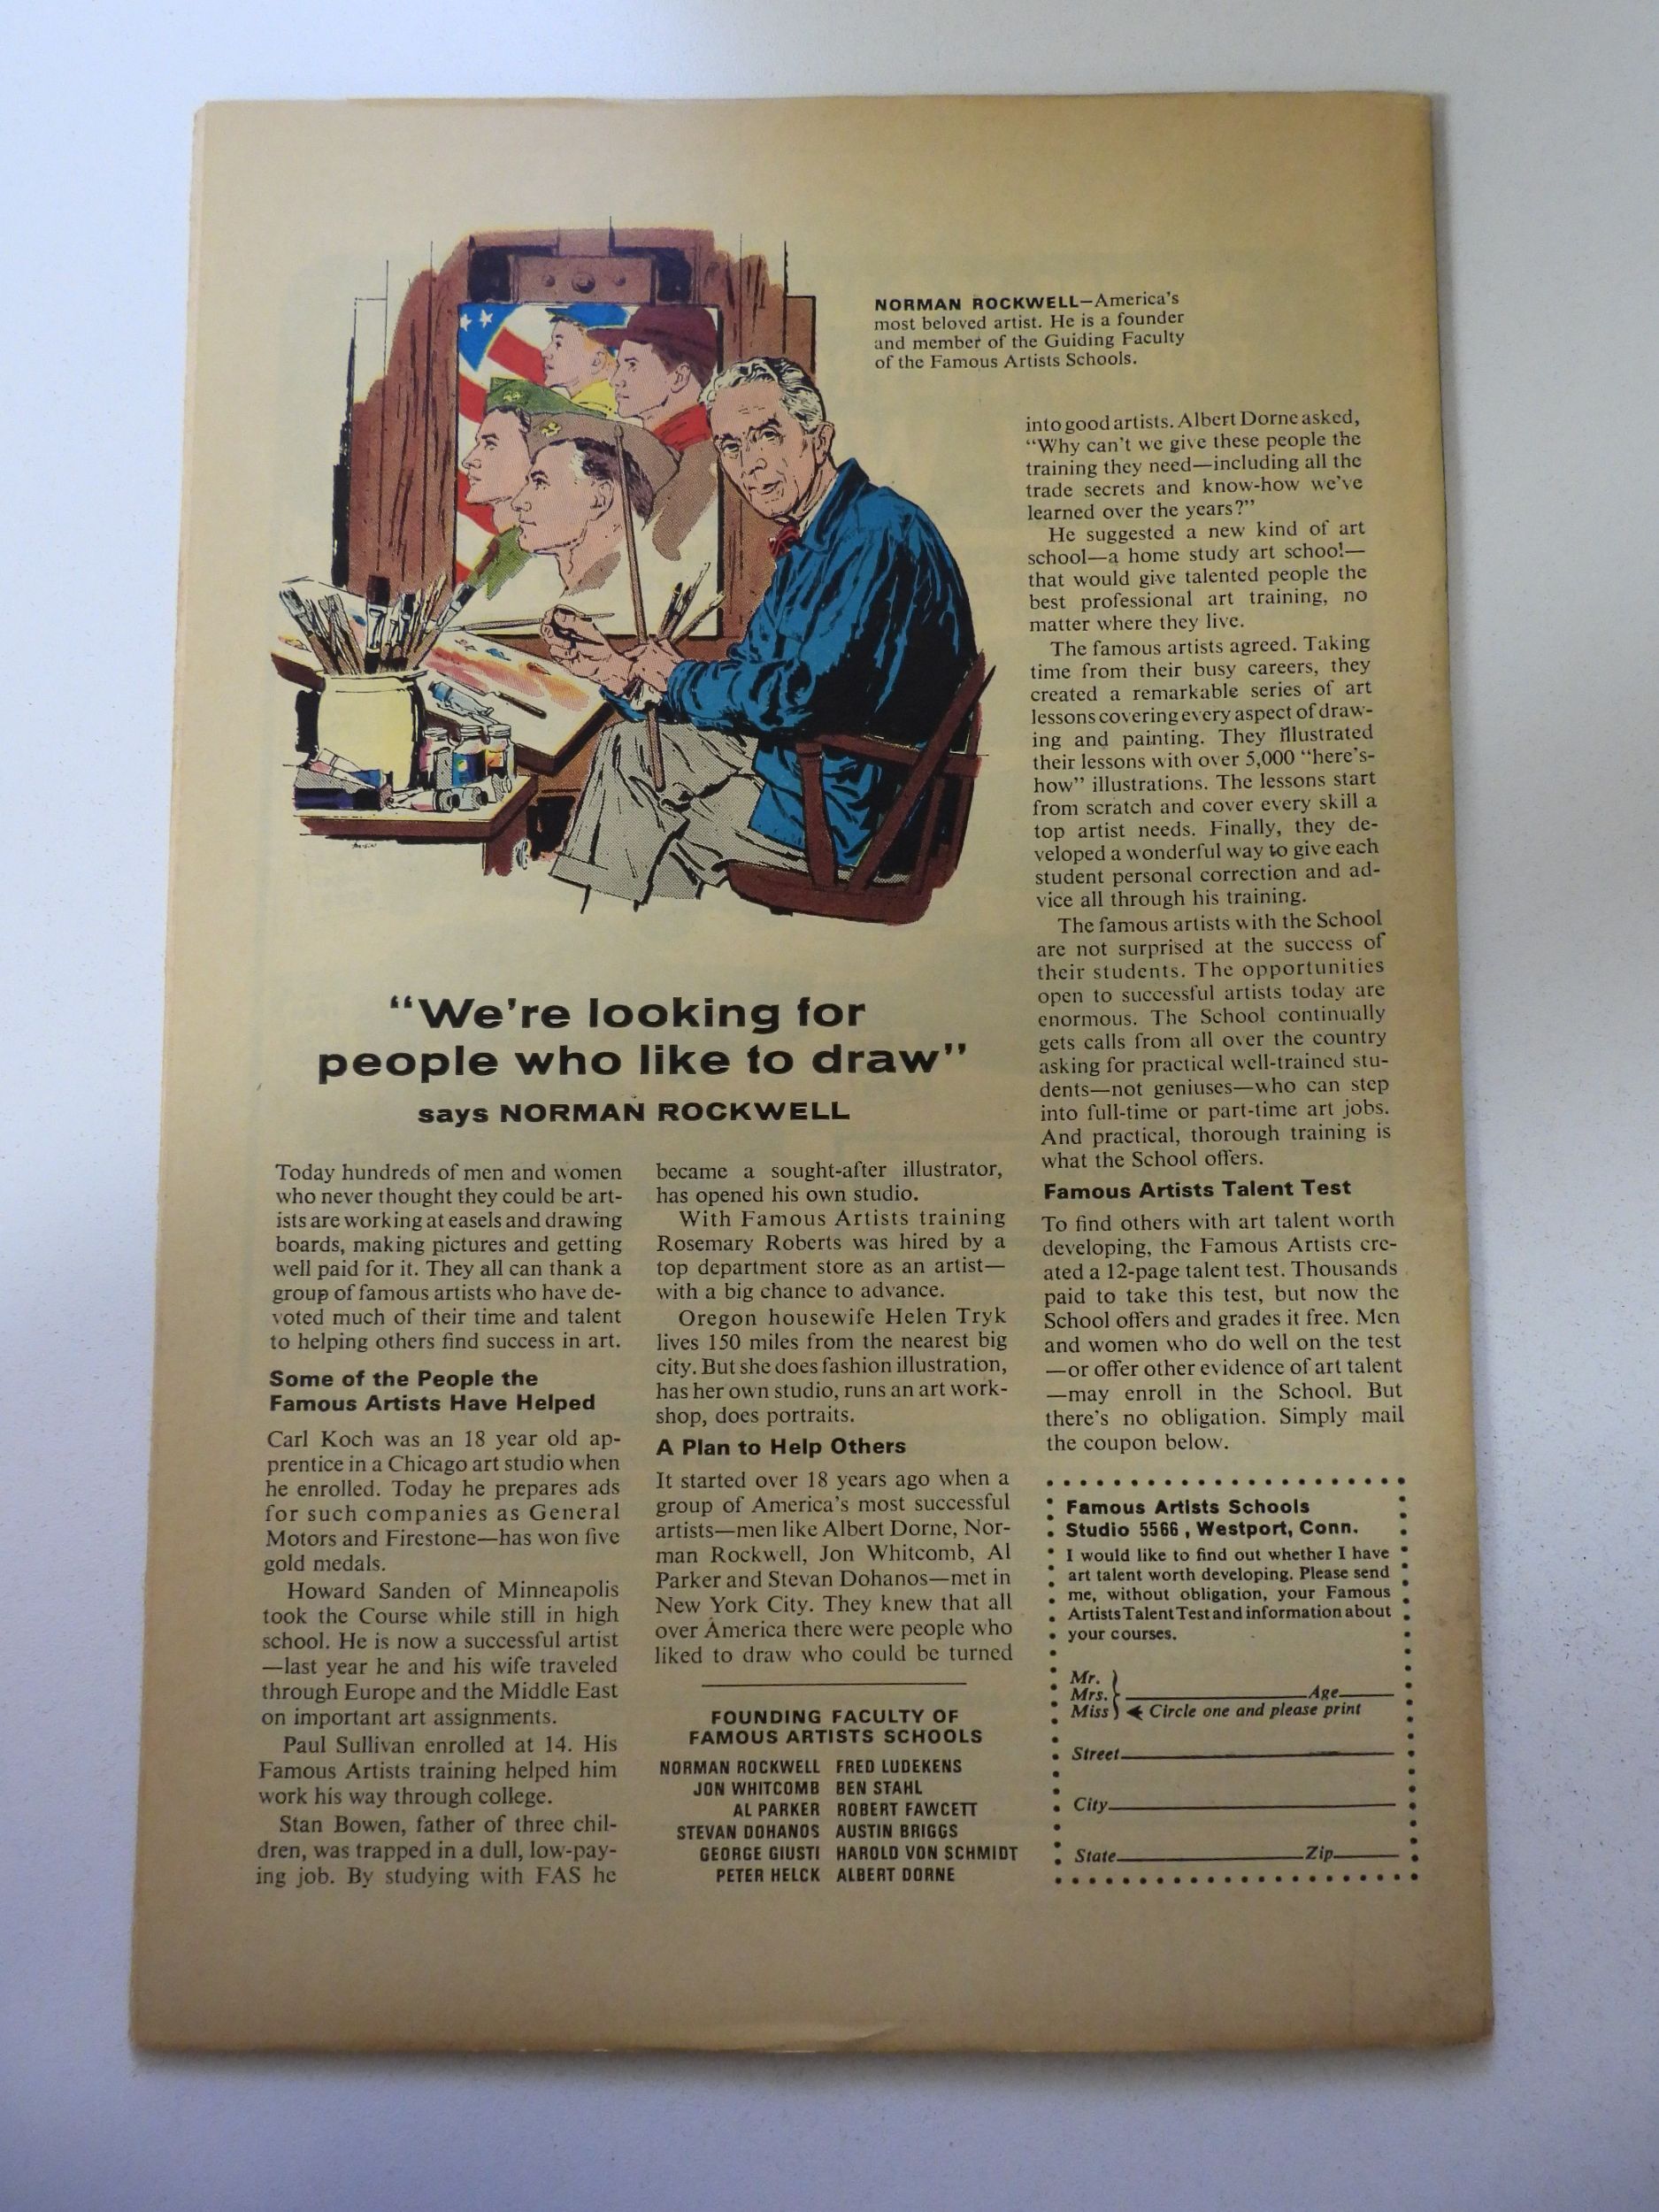 NORMAN ROCKWELL—America's
most beloved artist. He is a founder
and member of the Guiding Faculty
of the Famous Artists Schools.
"We're looking for
people who like to draw"
says NORMAN ROCKWELL
Today hundreds of men and women
who never thought they could be art-
ists are working at easels and drawing
boards, making pictures and getting
well paid for it. They all can thank a
group of famous artists who have de-
voted much of their time and talent
to helping others find success in art.
Some of the People the
Famous Artists Have Helped
Carl Koch was an 18 year old ap-
prentice in a Chicago art studio when
he enrolled. Today he prepares ads
for such companies as General
Motors and Firestone—has won five
gold medals.
Howard Sanden of Minneapolis
took the Course while still in high
school. He is now a successful artist
—last year he and his wife traveled
through Europe and the Middle East
on important art assignments.
Paul Sullivan enrolled at 14. His
Famous Artists training helped him
work his way through college.
Stan Bowen, father of three chil-
dren, was trapped in a dull, low-pay-
ing job. By studying with FAS he
became a sought-after illustrator,
has opened his own studio.
With Famous Artists training
Rosemary Roberts was hired by a
top department store as an artist—
with a big chance to advance.
Oregon housewife Helen Tryk
lives 150 miles from the nearest big
city. But she does fashion illustration,
has her own studio, runs an art work-
shop, does portraits.
A Plan to Help Others
It started over 18 years ago when a
group of America's most successful
artists—men like Albert Dorne, Nor-
man Rockwell, Jon Whitcomb, Al
Parker and Stevan Dohanos—met in
New York City. They knew that all
over America there were people who
liked to draw who could be turned
FOUNDING FACULTY OF
FAMOUS ARTISTS SCHOOLS
NORMAN ROCKWELL FRED LUDEKENS
JON WHITCOMB BEN STAHL
AL PARKER ROBERT FAWCETT
STEVAN DOHANOS AUSTIN BRIGGS
GEORGE GIUSTI HAROLD VON SCHMIDT
PETER HELCK ALBERT DORNE
into good artists. Albert Dorne asked,
"Why can't we give these people the
training they need—including all the
trade secrets and know-how we've
learned over the years?"
He suggested a new kind of art
school—a home study art school—
that would give talented people the
best professional art training, no
matter where they live.
The famous artists agreed. Taking
time from their busy careers, they
created a remarkable series of art
lessons covering every aspect of draw-
ing and painting. They illustrated
their lessons with over 5,000 "here's-
how" illustrations. The lessons start
from scratch and cover every skill a
top artist needs. Finally, they de-
veloped a wonderful way to give each
student personal correction and ad-
vice all through his training.
The famous artists with the School
are not surprised at the success of
their students. The opportunities
open to successful artists today are
enormous. The School continually
gets calls from all over the country
asking for practical well-trained stu-
dents—not geniuses—who can step
into full-time or part-time art jobs.
And practical, thorough training is
what the School offers.
Famous Artists Talent Test
To find others with art talent worth
developing, the Famous Artists cre-
ated a 12-page talent test. Thousands
paid to take this test, but now the
School offers and grades it free. Men
and women who do well on the test
—or offer other evidence of art talent
—may enroll in the School. But
there's no obligation. Simply mail
the coupon below.
Famous Artists Schools
Studio 5566 , Westport, Conn.
I would like to find out whether I have
art talent worth developing. Please send
me, without obligation, your Famous
Artists Talent Test and information about
your courses.
Mr.
Mrs. Age
Miss Circle one and please print
Street
City
State Zip